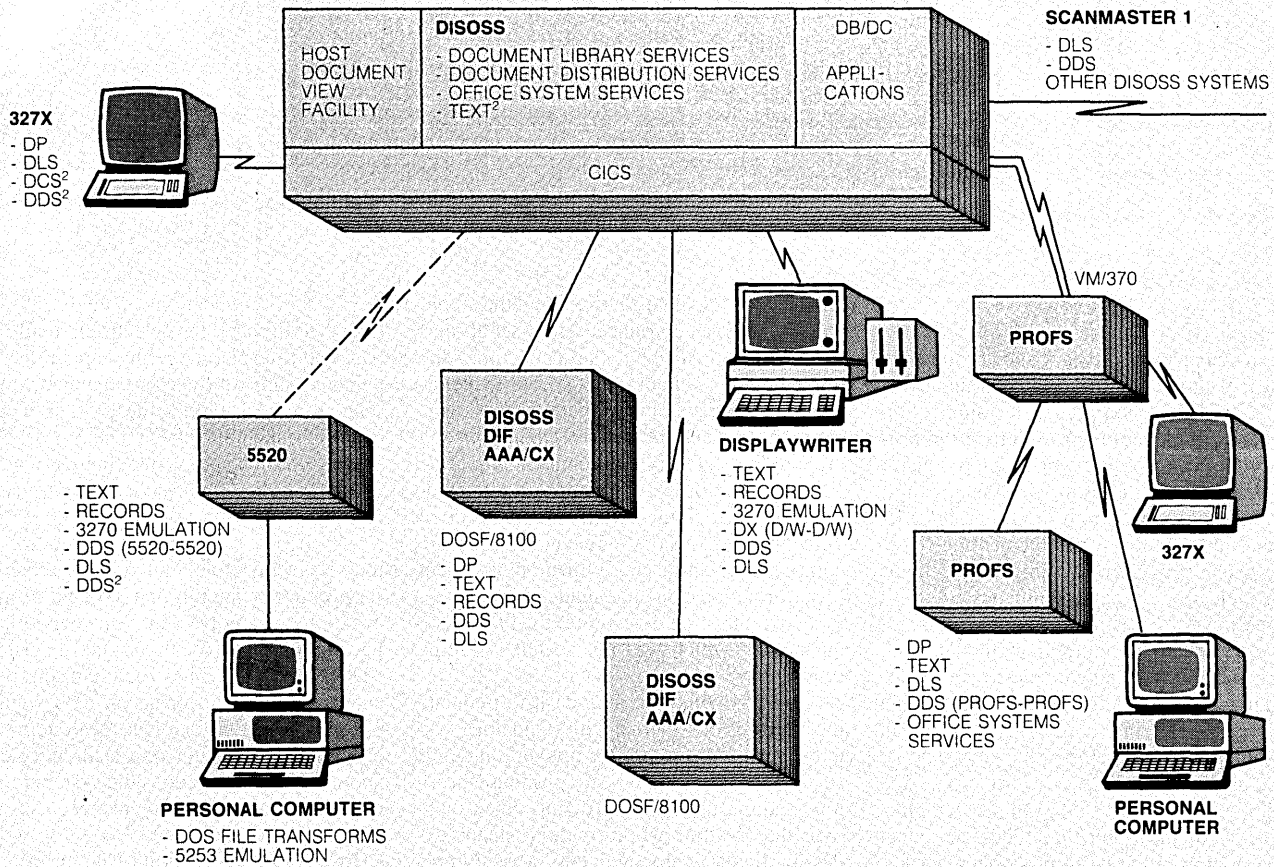 HOST
DOCUMENT
VIEW
FACILITY
DISOSS
- DOCUMENT LIBRARY SERVICES
- DOCUMENT DISTRIBUTION SERVICES
- OFFICE SYSTEM SERVICES
- TEXT²
DB/DC
APPLI-
CATIONS
CICS
SCANMASTER 1
- DLS
- DDS
OTHER DISOSS SYSTEMS
327X
- DP
- DLS
- DCS²
- DDS²
VM/370
PROFS
5520
- TEXT
- RECORDS
- 3270 EMULATION
- DDS (5520-5520)
- DLS
- DDS²
DISOSS
DIF
AAA/CX
DOSF/8100
- DP
- TEXT
- RECORDS
- DDS
- DLS
DISPLAYWRITER
- TEXT
- RECORDS
- 3270 EMULATION
- DX (D/W-D/W)
- DDS
- DLS
327X
PROFS
- DP
- TEXT
- DLS
- DDS (PROFS-PROFS)
- OFFICE SYSTEMS
SERVICES
DISOSS
DIF
AAA/CX
DOSF/8100
PERSONAL COMPUTER
- DOS FILE TRANSFORMS
- 5253 EMULATION
PERSONAL
COMPUTER